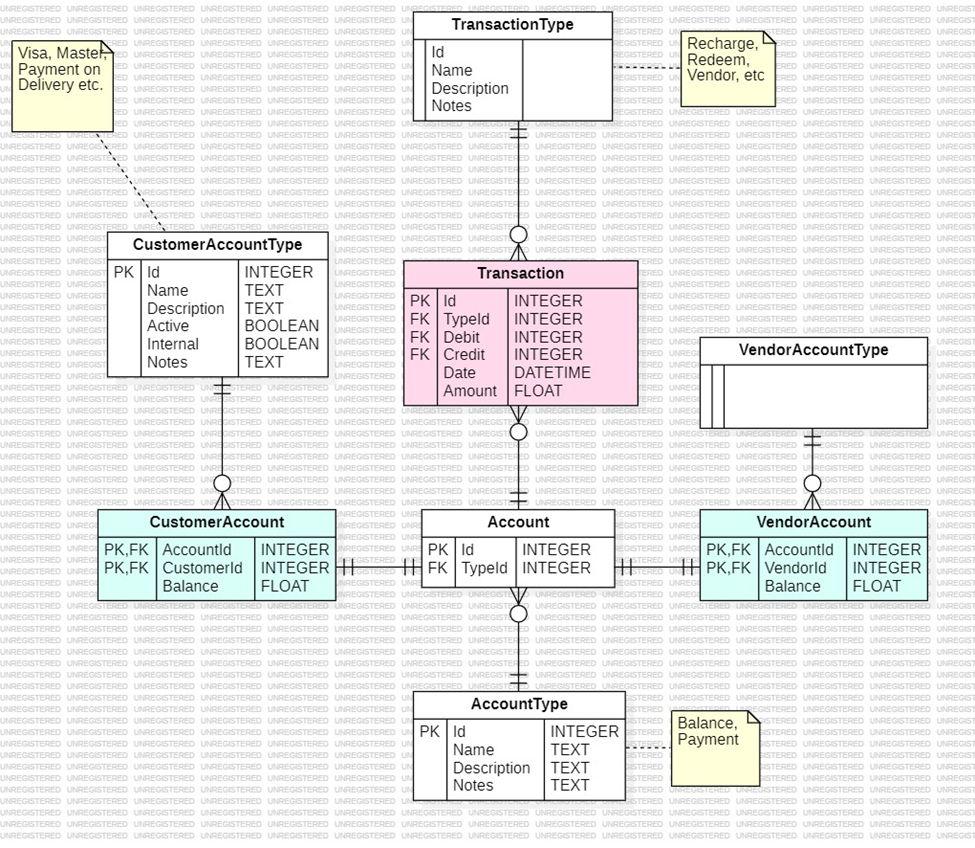 TransactionType
Id
Name
Description
Notes
Visa, Master,
Payment on
Delivery etc.
Recharge,
Redeem,
Vendor, etc
CustomerAccountType
PK Id INTEGER
Name TEXT
Description TEXT
Active BOOLEAN
Internal BOOLEAN
Notes TEXT
Transaction
PK Id INTEGER
FK TypeId INTEGER
FK Debit INTEGER
FK Credit INTEGER
Date DATETIME
Amount FLOAT
VendorAccountType
CustomerAccount
PK,FK AccountId INTEGER
PK,FK CustomerId INTEGER
Balance FLOAT
Account
PK Id INTEGER
FK TypeId INTEGER
VendorAccount
PK,FK AccountId INTEGER
PK,FK VendorId INTEGER
Balance FLOAT
AccountType
PK Id INTEGER
Name TEXT
Description TEXT
Notes TEXT
Balance,
Payment
UNREGISTERED